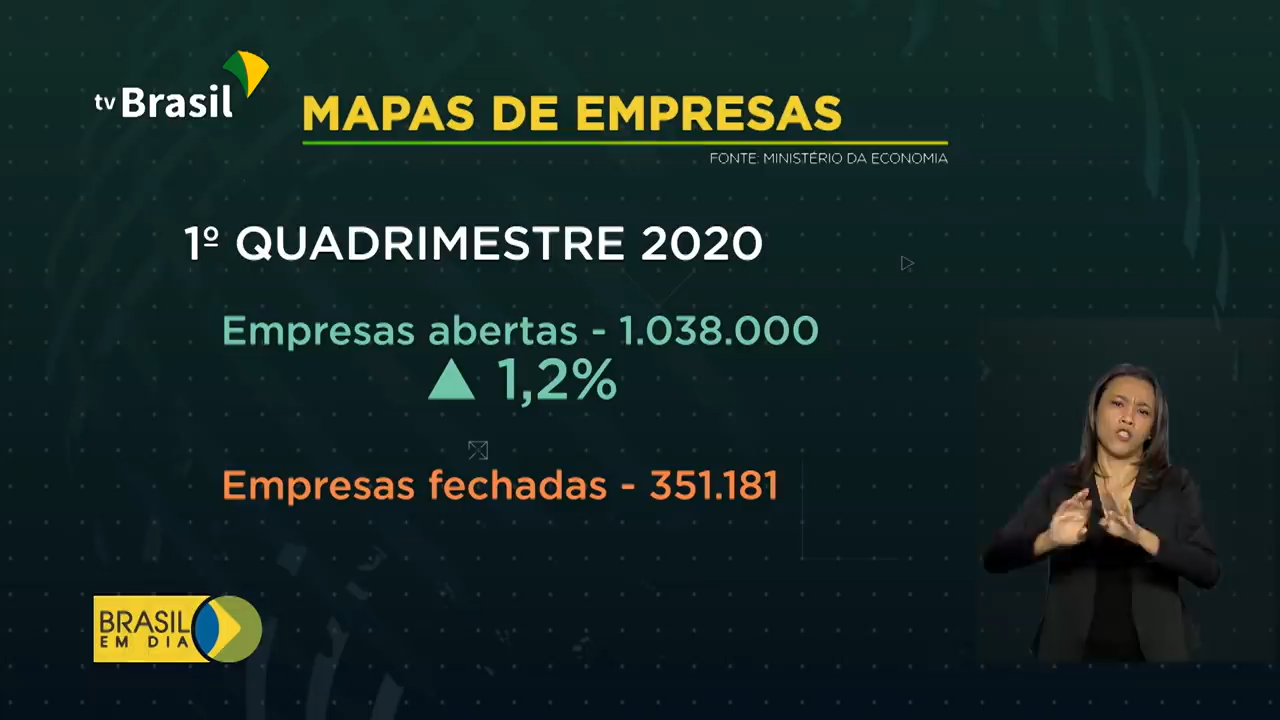 tv Brasil
MAPAS DE EMPRESAS
FONTE: MINISTÉRIO DA ECONOMIA
1º QUADRIMESTRE 2020
Empresas abertas - 1.038.000
▲ 1,2%
Empresas fechadas - 351.181
BRASIL
EM DIA